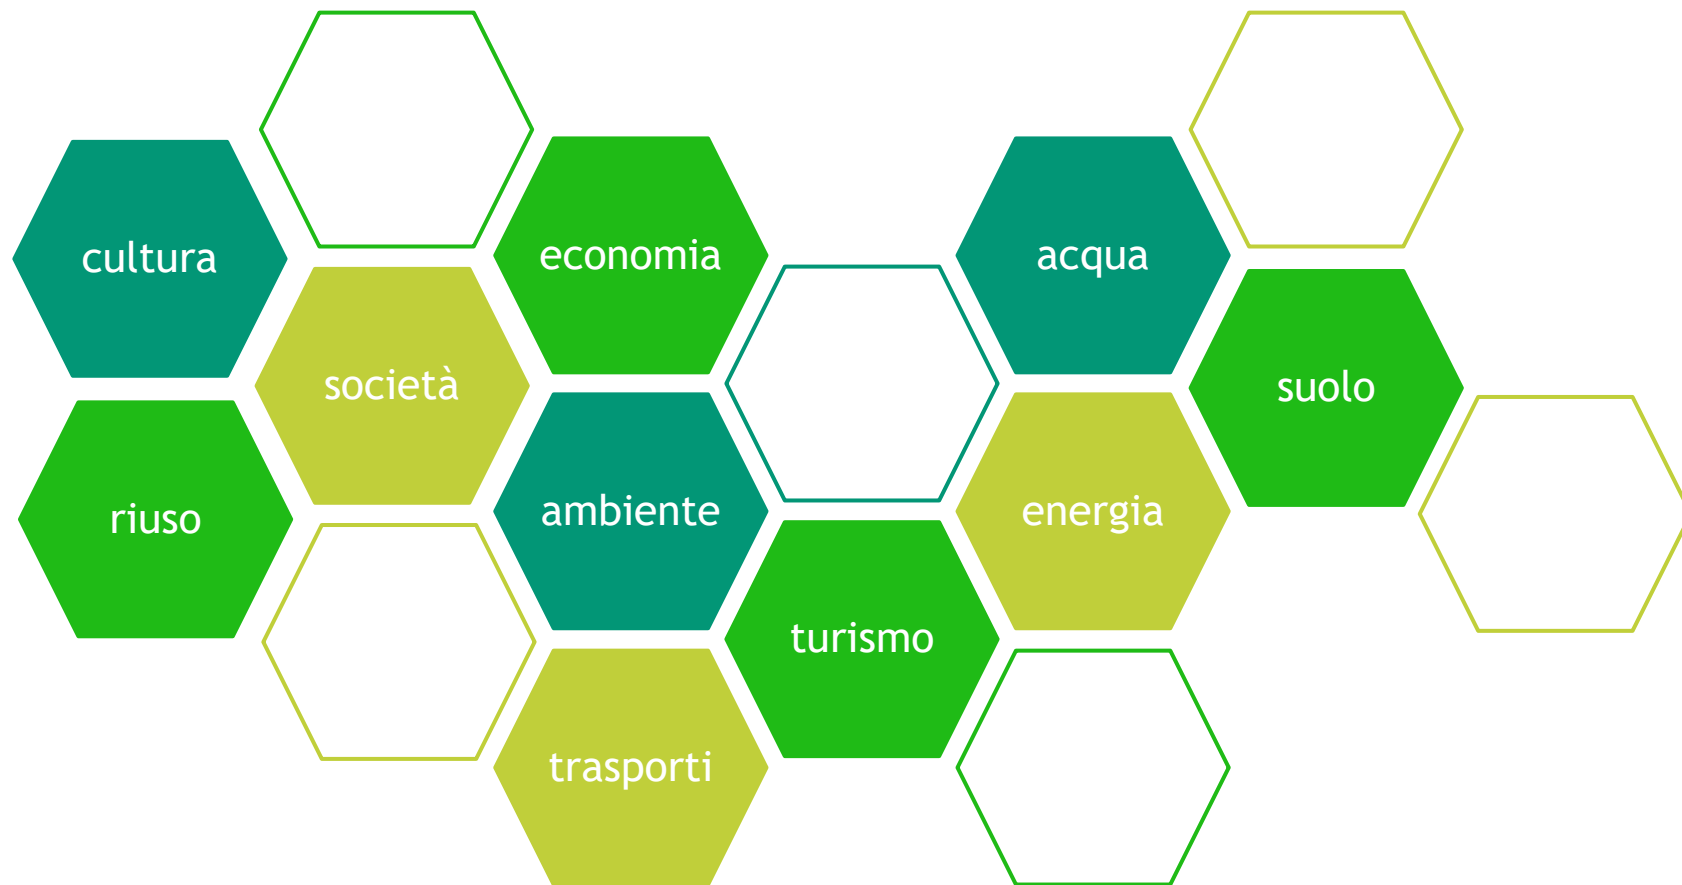 cultura
economia
acqua
società
suolo
riuso
ambiente
energia
turismo
trasporti